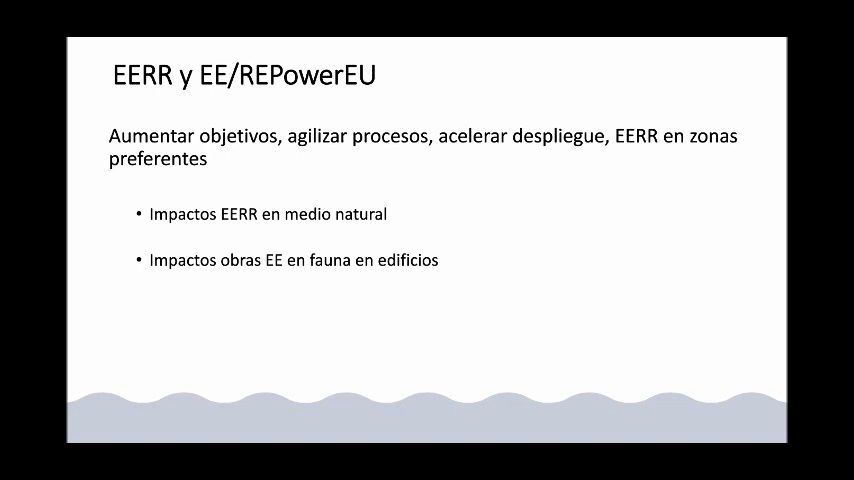 EERR y EE/REPowerEU
Aumentar objetivos, agilizar procesos, acelerar despliegue, EERR en zonas
preferentes
• Impactos EERR en medio natural
• Impactos obras EE en fauna en edificios